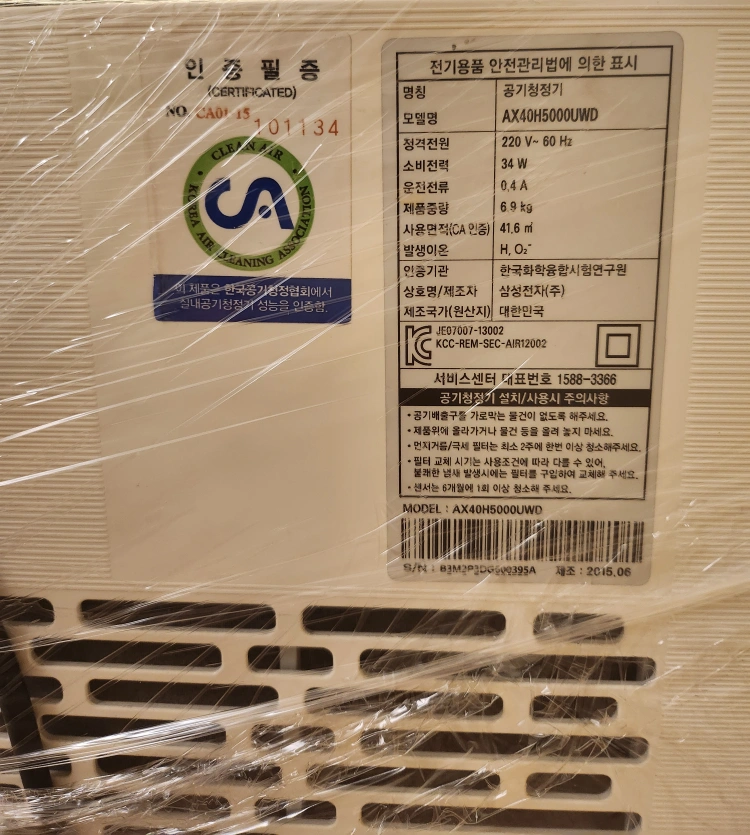 인 증 필 증
(CERTIFICATED)
NO. CA01-15
101134
CLEAN AIR
KOREA AIR CLEANING ASSOCIATION
CA
이 제품은 한국공기청정협회에서
실내공기청정기 성능을 인증함.
전기용품 안전관리법에 의한 표시
명칭 공기청정기
모델명 AX40H5000UWD
정격전원 220 V~ 60 Hz
소비전력 34 W
운전전류 0.4 A
제품중량 6.9 kg
사용면적(CA 인증) 41.6 ㎡
발생이온 H, O₂⁻
인증기관 한국화학융합시험연구원
상호명/제조자 삼성전자(주)
제조국가(원산지) 대한민국
JE07007-13002
KCC-REM-SEC-AIR12002
서비스센터 대표번호 1588-3366
공기청정기 설치/사용시 주의사항
• 공기배출구를 가로막는 물건이 없도록 해주세요.
• 제품위에 올라가거나 물건 등을 올려 놓지 마세요.
• 먼지거름/극세 필터는 최소 2주에 한번 이상 청소해주세요.
• 필터 교체 시기는 사용조건에 따라 다를 수 있어,
불쾌한 냄새 발생시에는 필터를 구입하여 교체해 주세요.
• 센서는 6개월에 1회 이상 청소해 주세요.
MODEL : AX40H5000UWD
S/N : 제조 : 2015.06